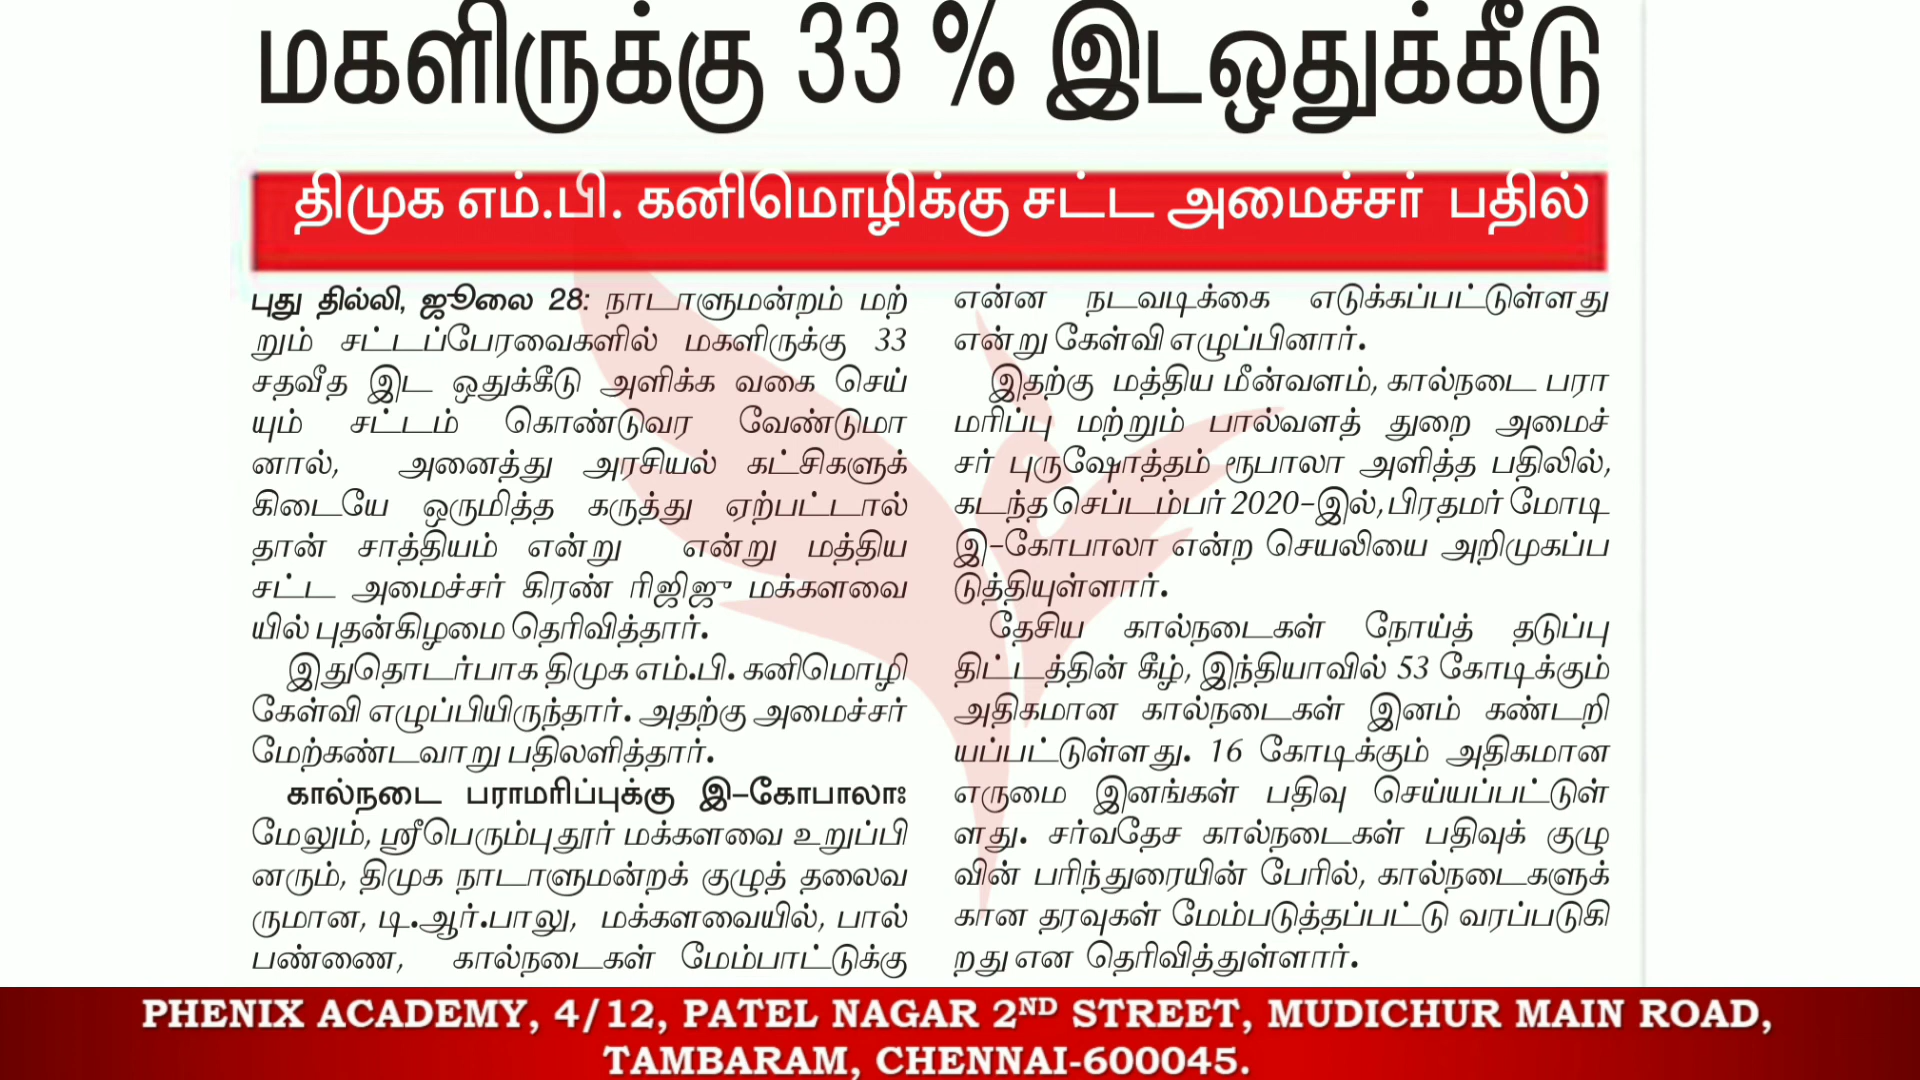 மகளிருக்கு 33 % இடஒதுக்கீடு
திமுக எம்.பி. கனிமொழிக்கு சட்ட அமைச்சர் பதில்
புது தில்லி, ஜூலை 28: நாடாளுமன்றம் மற்
றும் சட்டப்பேரவைகளில் மகளிருக்கு 33
சதவீத இட ஒதுக்கீடு அளிக்க வகை செய்
யும் சட்டம் கொண்டுவர வேண்டுமா
னால், அனைத்து அரசியல் கட்சிகளுக்
கிடையே ஒருமித்த கருத்து ஏற்பட்டால்
தான் சாத்தியம் என்று என்று மத்திய
சட்ட அமைச்சர் கிரண் ரிஜிஜு மக்களவை
யில் புதன்கிழமை தெரிவித்தார்.
இதுதொடர்பாக திமுக எம்.பி. கனிமொழி
கேள்வி எழுப்பியிருந்தார். அதற்கு அமைச்சர்
மேற்கண்டவாறு பதிலளித்தார்.
கால்நடை பராமரிப்புக்கு இ-கோபாலா:
மேலும், ஸ்ரீபெரும்புதூர் மக்களவை உறுப்பி
னரும், திமுக நாடாளுமன்றக் குழுத் தலைவ
ருமான, டி.ஆர்.பாலு, மக்களவையில், பால்
பண்ணை, கால்நடைகள் மேம்பாட்டுக்கு
என்ன நடவடிக்கை எடுக்கப்பட்டுள்ளது
என்று கேள்வி எழுப்பினார்.
இதற்கு மத்திய மீன்வளம், கால்நடை பரா
மரிப்பு மற்றும் பால்வளத் துறை அமைச்
சர் புருஷோத்தம் ரூபாலா அளித்த பதிலில்,
கடந்த செப்டம்பர் 2020-இல், பிரதமர் மோடி
இ-கோபாலா என்ற செயலியை அறிமுகப்ப
டுத்தியுள்ளார்.
தேசிய கால்நடைகள் நோய்த் தடுப்பு
திட்டத்தின் கீழ், இந்தியாவில் 53 கோடிக்கும்
அதிகமான கால்நடைகள் இனம் கண்டறி
யப்பட்டுள்ளது. 16 கோடிக்கும் அதிகமான
எருமை இனங்கள் பதிவு செய்யப்பட்டுள்
ளது. சர்வதேச கால்நடைகள் பதிவுக் குழு
வின் பரிந்துரையின் பேரில், கால்நடைகளுக்
கான தரவுகள் மேம்படுத்தப்பட்டு வரப்படுகி
றது என தெரிவித்துள்ளார்.
PHENIX ACADEMY, 4/12, PATEL NAGAR 2ND STREET, MUDICHUR MAIN ROAD,
TAMBARAM, CHENNAI-600045.